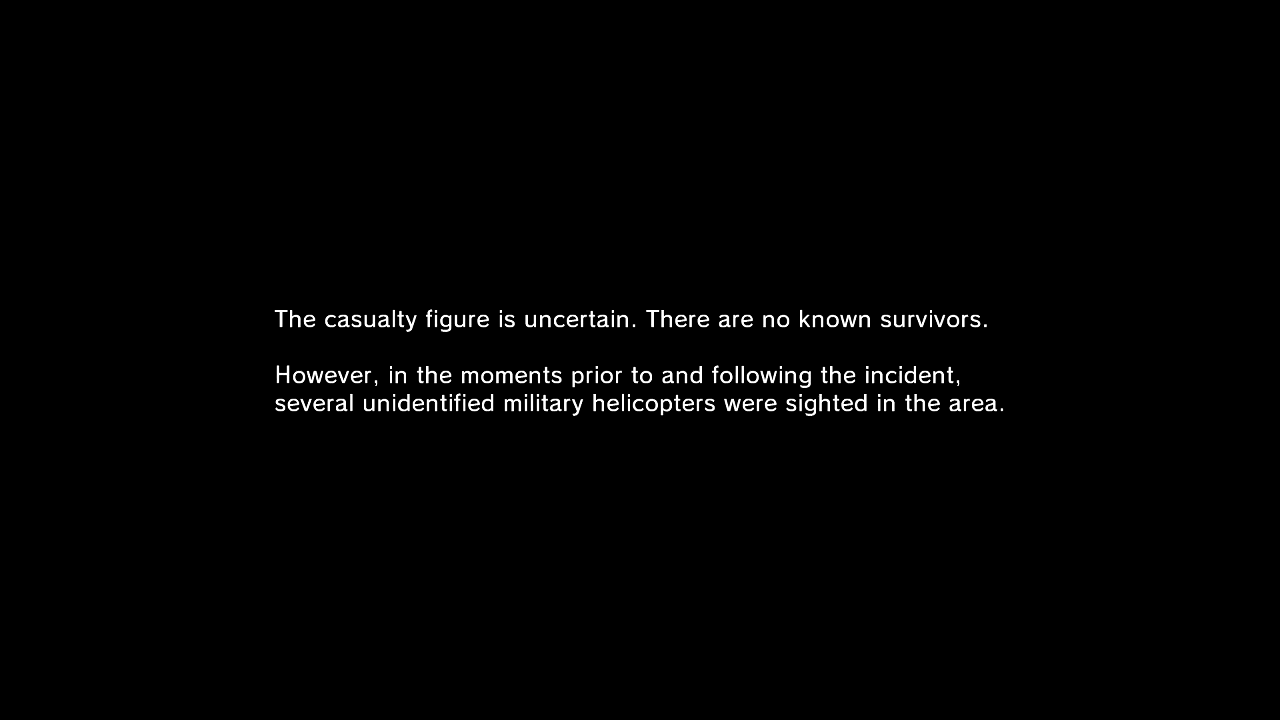 The casualty figure is uncertain. There are no known survivors.
However, in the moments prior to and following the incident,
several unidentified military helicopters were sighted in the area.